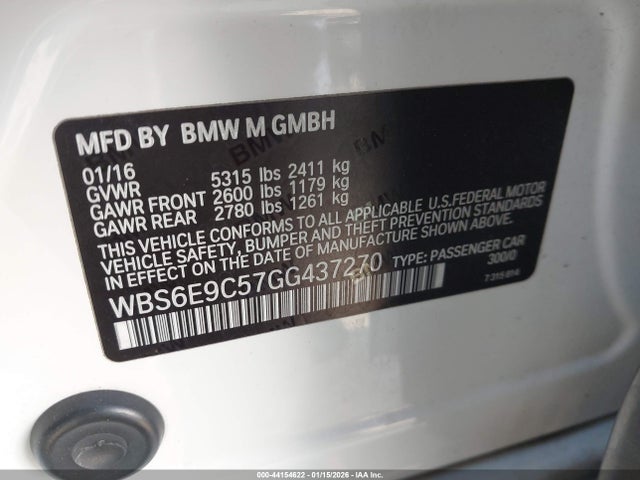 MFD BY BMW M GMBH
01/16
GVWR 5315 lbs 2411 kg
GAWR FRONT 2600 lbs 1179 kg
GAWR REAR 2780 lbs 1261 kg
THIS VEHICLE CONFORMS TO ALL APPLICABLE U.S.FEDERAL MOTOR
VEHICLE SAFETY, BUMPER AND THEFT PREVENTION STANDARDS
IN EFFECT ON THE DATE OF MANUFACTURE SHOWN ABOVE.
WBS6E9C57GG437270 TYPE: PASSENGER CAR
300/0
7 315 814
000-44154622 - 01/15/2026 - © IAA Inc.